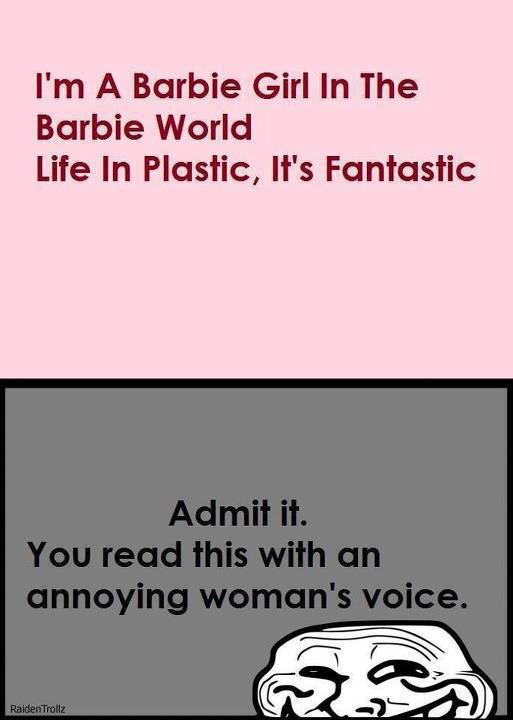 I'm A Barbie Girl In The
Barbie World
Life In Plastic, It's Fantastic
Admit it.
You read this with an
annoying woman's voice.
RaidenTrollz